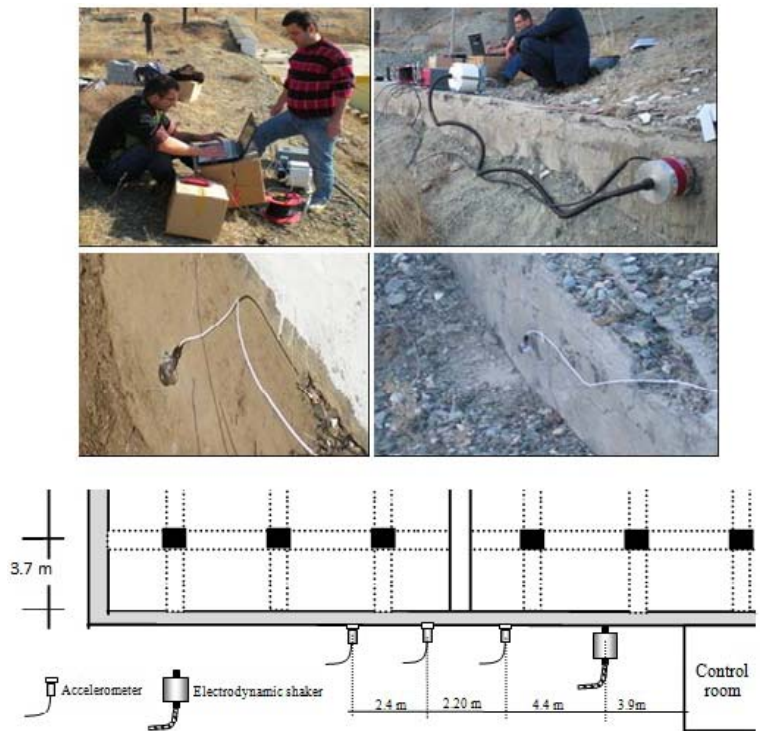 3.7 m
Accelerometer
Electrodynamic shaker
2.4 m
2.20 m
4.4 m
3.9m
Control
room